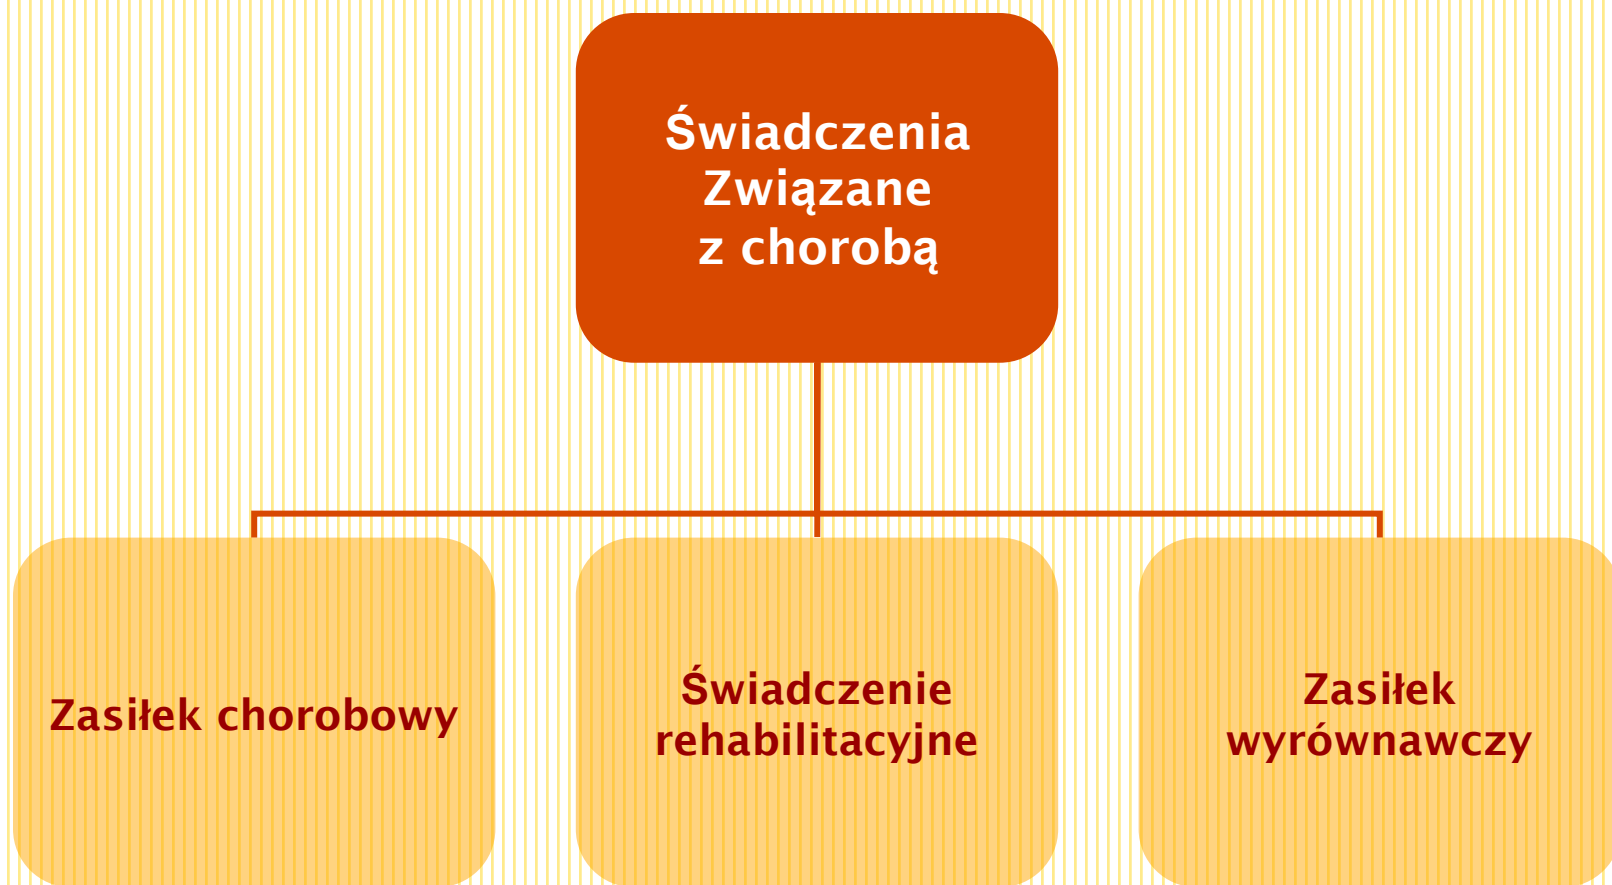 Świadczenia
Związane
z chorobą
Zasiłek chorobowy
Świadczenie
rehabilitacyjne
Zasiłek
wyrównawczy